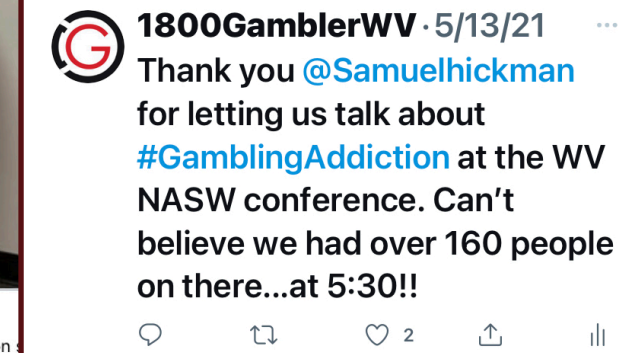 1800GamblerWV · 5/13/21
Thank you @Samuelhickman
for letting us talk about
#GamblingAddiction at the WV
NASW conference. Can’t
believe we had over 160 people
on there...at 5:30!!
2